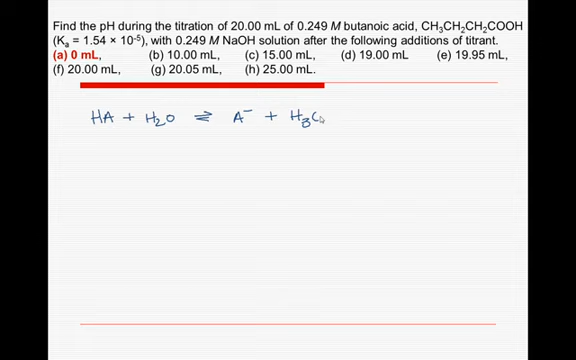 Find the pH during the titration of 20.00 mL of 0.249 M butanoic acid, CH₃CH₂CH₂COOH
(Kₐ = 1.54 × 10⁻⁵), with 0.249 M NaOH solution after the following additions of titrant.
(a) 0 mL, (b) 10.00 mL, (c) 15.00 mL, (d) 19.00 mL (e) 19.95 mL,
(f) 20.00 mL, (g) 20.05 mL, (h) 25.00 mL.
HA + H₂O ⇌ A⁻ + H₃O